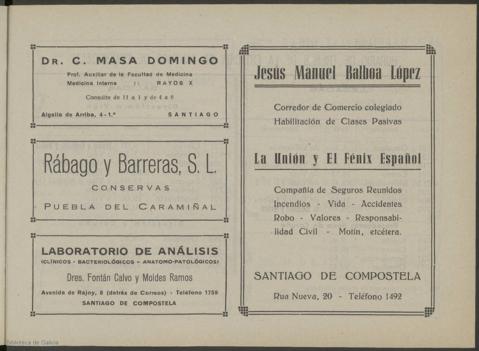 DR. C. MASA DOMINGO
Prof. Auxiliar de la Facultad de Medicina
Medicina Interna :: RAYOS X
Consulta de 11 a 1 y de 4 a 6
Algalia de Arriba, 4-1.º SANTIAGO
Rábago y Barreras, S. L.
CONSERVAS
PUEBLA DEL CARAMIÑAL
LABORATORIO DE ANÁLISIS
(CLÍNICOS - BACTERIOLÓGICOS - ANATOMO-PATOLÓGICOS)
Dres. Fontán Calvo y Moldes Ramos
Avenida de Rajoy, 8 (detrás de Correos) - Teléfono 1759
SANTIAGO DE COMPOSTELA
Jesús Manuel Balboa López
Corredor de Comercio colegiado
Habilitación de Clases Pasivas
La Unión y El Fénix Español
Compañía de Seguros Reunidos
Incendios - Vida - Accidentes
Robo - Valores - Responsabi-
lidad Civil - Motín, etcétera.
SANTIAGO DE COMPOSTELA
Rua Nueva, 20 - Teléfono 1492
Biblioteca de Galicia